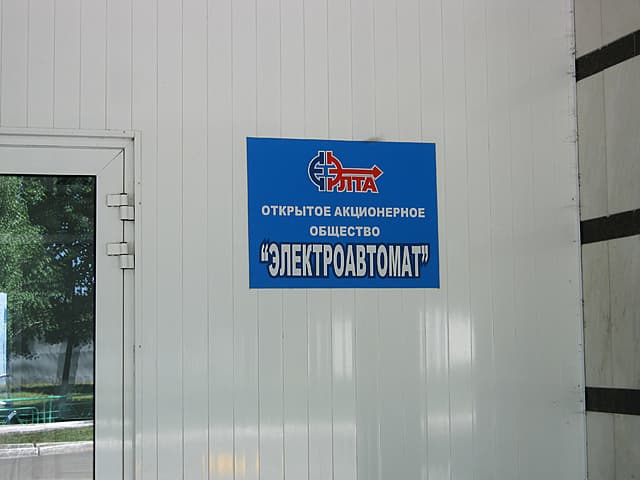 ЭЛТА
ОТКРЫТОЕ АКЦИОНЕРНОЕ
ОБЩЕСТВО
“ЭЛЕКТРОАВТОМАТ”